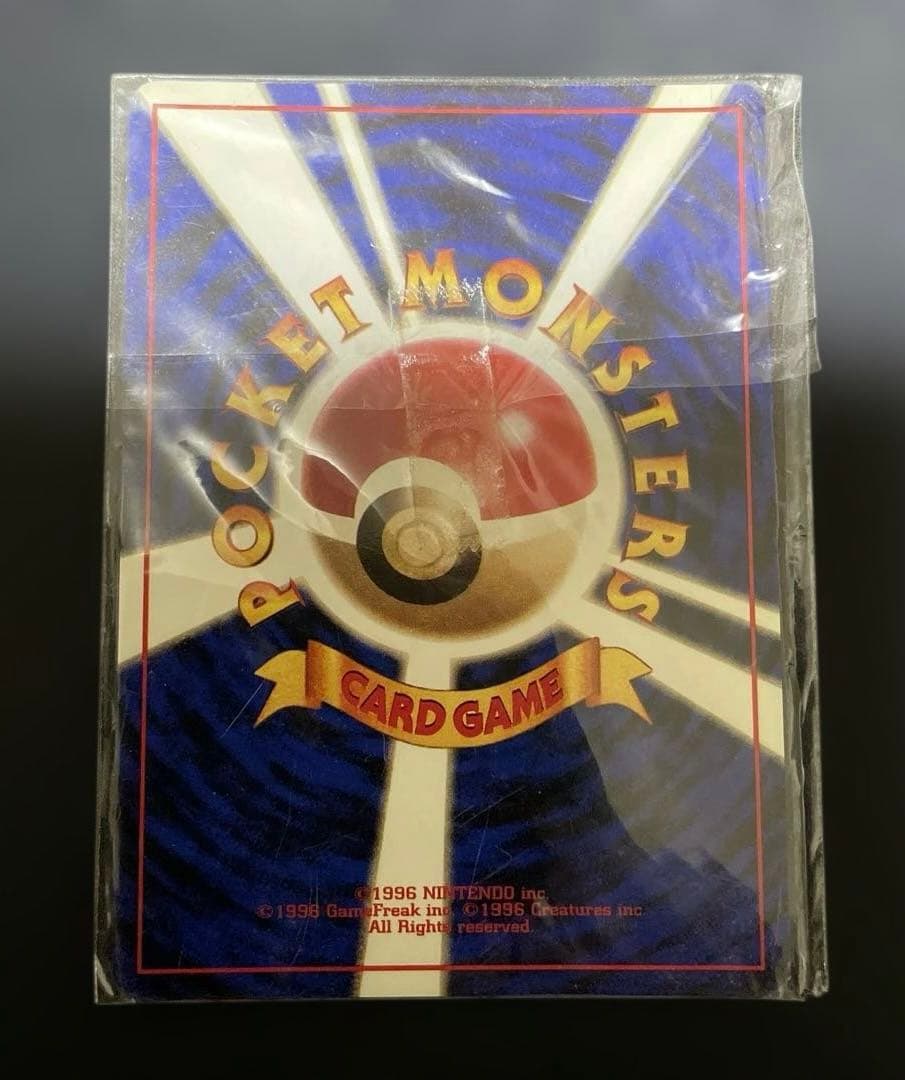 POCKET MONSTERS
CARD GAME
©1996 NINTENDO inc.
©1996 GameFreak inc. ©1996 Creatures inc.
All Rights reserved.